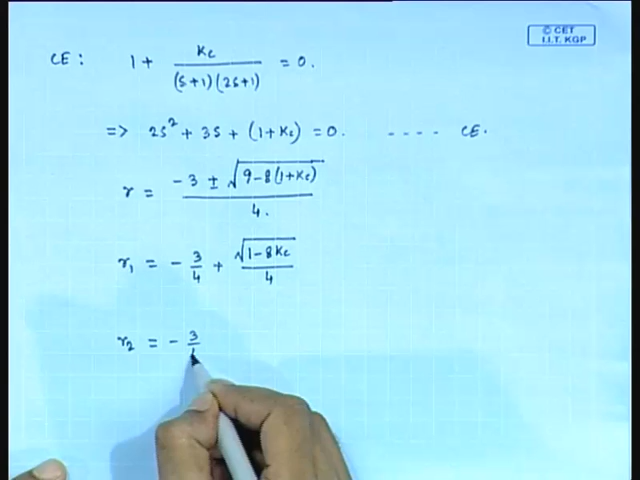 © CET
I.I.T. KGP
CE : 1 + Kc / (s+1)(2s+1) = 0.
=> 2s² + 3s + (1+Kc) = 0. ---- CE.
r = -3 ± √(9-8(1+Kc)) / 4.
r₁ = - 3/4 + √(1-8Kc) / 4
r₂ = - 3/